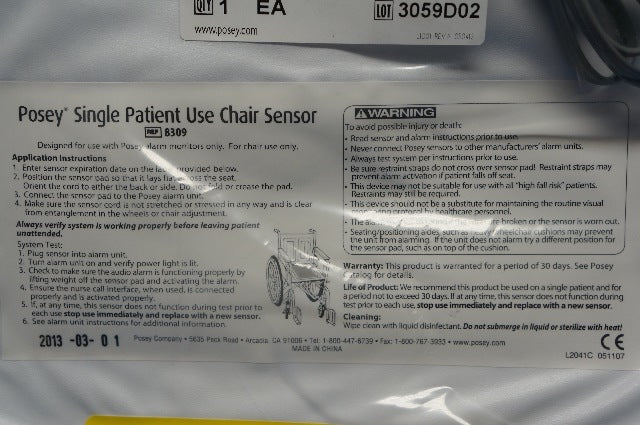 QTY 1 EA
LOT 3059D02
www.posey.com
Posey® Single Patient Use Chair Sensor
REF 8309
Designed for use with Posey alarm monitors only. For chair use only.
Application Instructions
1. Enter sensor expiration date on the label provided below.
2. Position the sensor pad so that it lays flat across the seat.
Orient the cord to either the back or side. Do not fold or crease the pad.
3. Connect the sensor pad to the Posey alarm unit.
4. Make sure the sensor cord is not stretched or stressed in any way and is clear
from entanglement in the wheels or chair adjustment.
Always verify system is working properly before leaving patient
unattended.
System Test:
1. Plug sensor into alarm unit.
2. Turn alarm unit on and verify power light is lit.
3. Check to make sure the audio alarm is functioning properly by
lifting weight off the sensor pad and activating the alarm.
4. Ensure the nurse call interface, when used, is connected
properly and is activated properly.
5. If, at any time, this sensor does not function during test prior to
each use stop use immediately and replace with a new sensor.
6. See alarm unit instructions for additional information.
2013 -03- 01
Posey Company • 5635 Peck Road • Arcadia, CA 91006 • Tel: 1-800-447-6739 • Fax: 1-800-767-3933 • www.posey.com
MADE IN CHINA
WARNING
To avoid possible injury or death:
• Read sensor and alarm instructions prior to use.
• Never connect Posey sensors to other manufacturers' alarm units.
• Always test system per instructions prior to use.
• Be sure restraint straps do not cross over sensor pad! Restraint straps may
prevent alarm activation if patient falls off seat.
• This device may not be suitable for use with all "high fall risk" patients.
Restraints may still be required.
• This device should not be a substitute for maintaining the routine visual
protocol by healthcare personnel.
• The broken or the sensor is worn out.
• Seating/positioning aides, such as wheelchair cushions may prevent
the unit from alarming. If the unit does not alarm try a different position for
the sensor pad, such as on top of the cushion.
Warranty: This product is warranted for a period of 30 days. See Posey
Catalog for details.
Life of Product: We recommend this product be used on a single patient and for
a period not to exceed 30 days. If at any time, this sensor does not function during
test prior to each use, stop use immediately and replace with a new sensor.
Cleaning:
Wipe clean with liquid disinfectant. Do not submerge in liquid or sterilize with heat!
CE
L2041C 051107